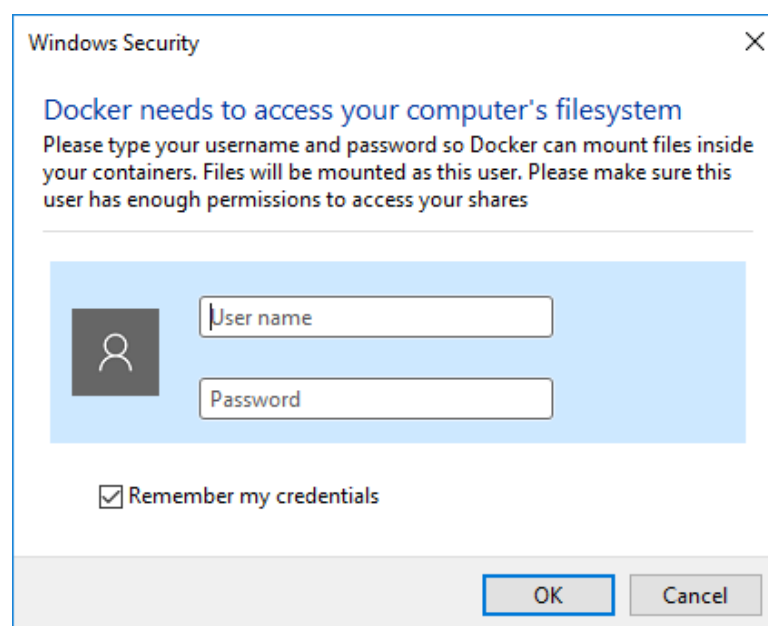 Windows Security
Docker needs to access your computer's filesystem
Please type your username and password so Docker can mount files inside
your containers. Files will be mounted as this user. Please make sure this
user has enough permissions to access your shares
User name
Password
Remember my credentials
OK Cancel